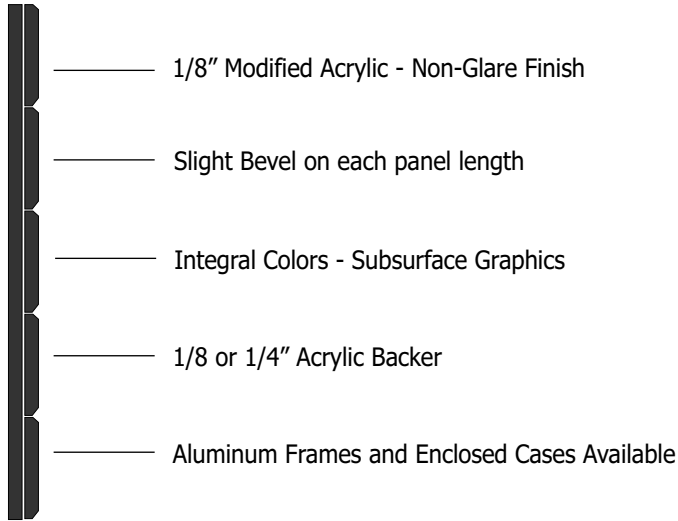 1/8” Modified Acrylic - Non-Glare Finish
Slight Bevel on each panel length
Integral Colors - Subsurface Graphics
1/8 or 1/4” Acrylic Backer
Aluminum Frames and Enclosed Cases Available